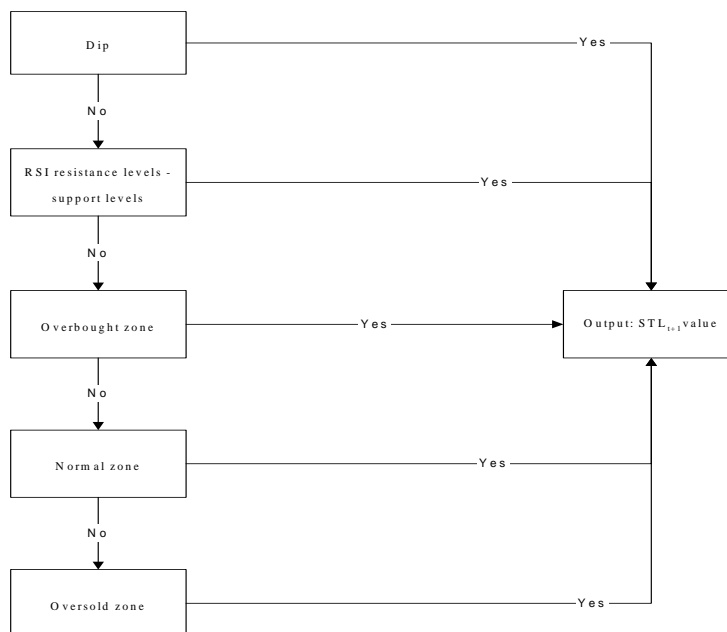 Dip
Yes
No
RSI resistance levels -
support levels
Yes
No
Overbought zone
Yes
Output: STLₜ₊₁ value
No
Normal zone
Yes
No
Oversold zone
Yes